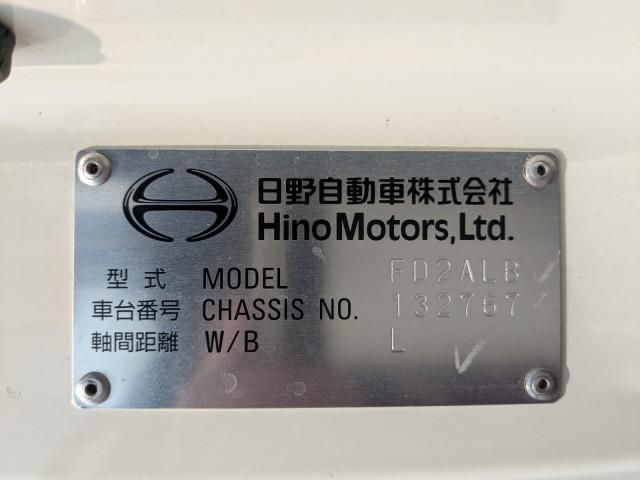 日野自動車株式会社
Hino Motors, Ltd.
型式 MODEL FD2ALB
車台番号 CHASSIS NO. 132767
軸間距離 W/B L